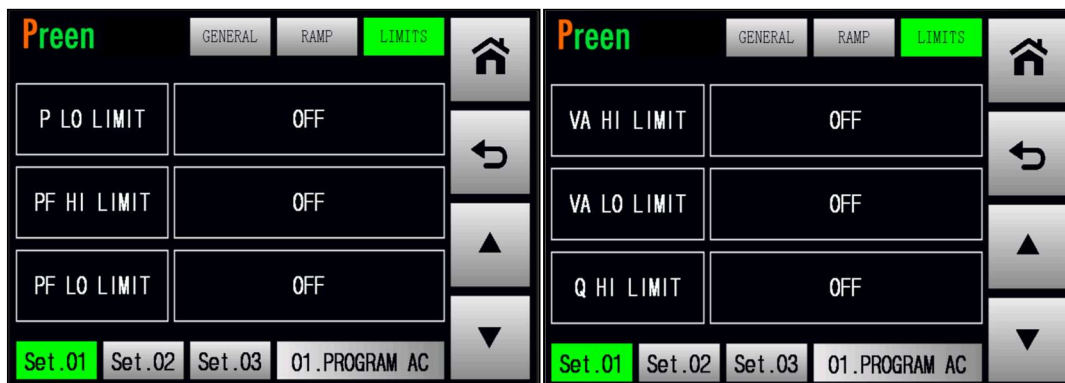 Preen GENERAL RAMP LIMITS
P LO LIMIT OFF
PF HI LIMIT OFF
PF LO LIMIT OFF
Set.01 Set.02 Set.03 01.PROGRAM AC
Preen GENERAL RAMP LIMITS
VA HI LIMIT OFF
VA LO LIMIT OFF
Q HI LIMIT OFF
Set.01 Set.02 Set.03 01.PROGRAM AC